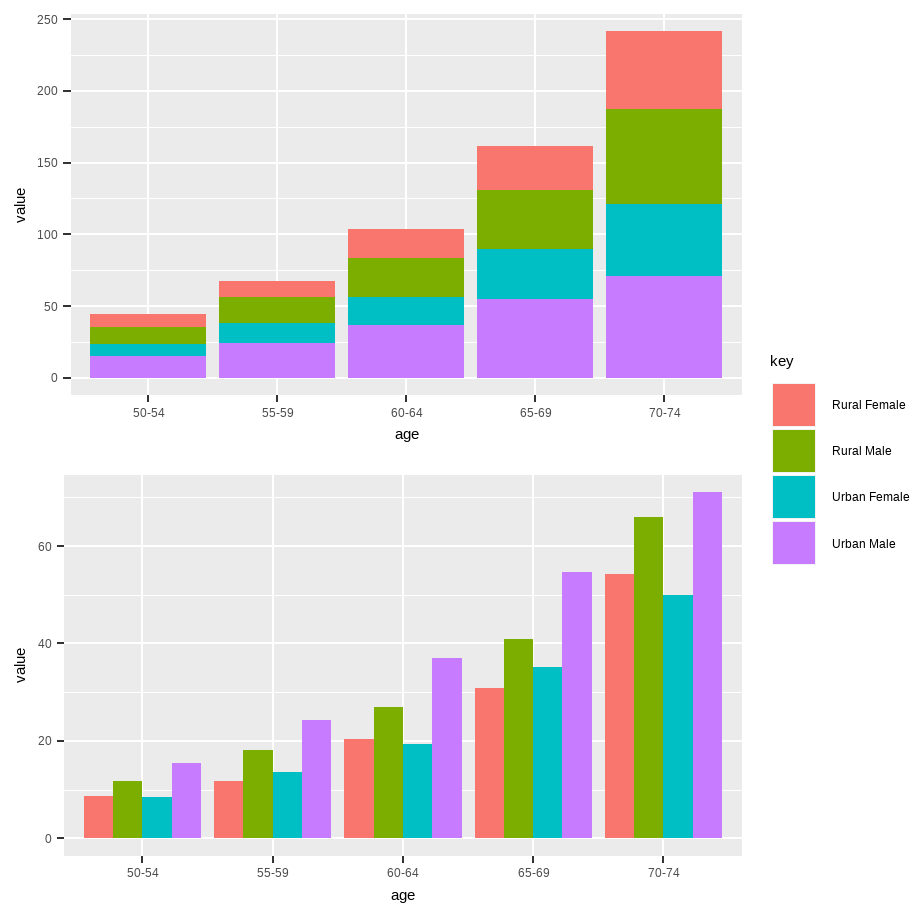 250
200
150
100
50
0
value
50-54 55-59 60-64 65-69 70-74
age
key
Rural Female
Rural Male
Urban Female
Urban Male
60
40
20
0
value
50-54 55-59 60-64 65-69 70-74
age